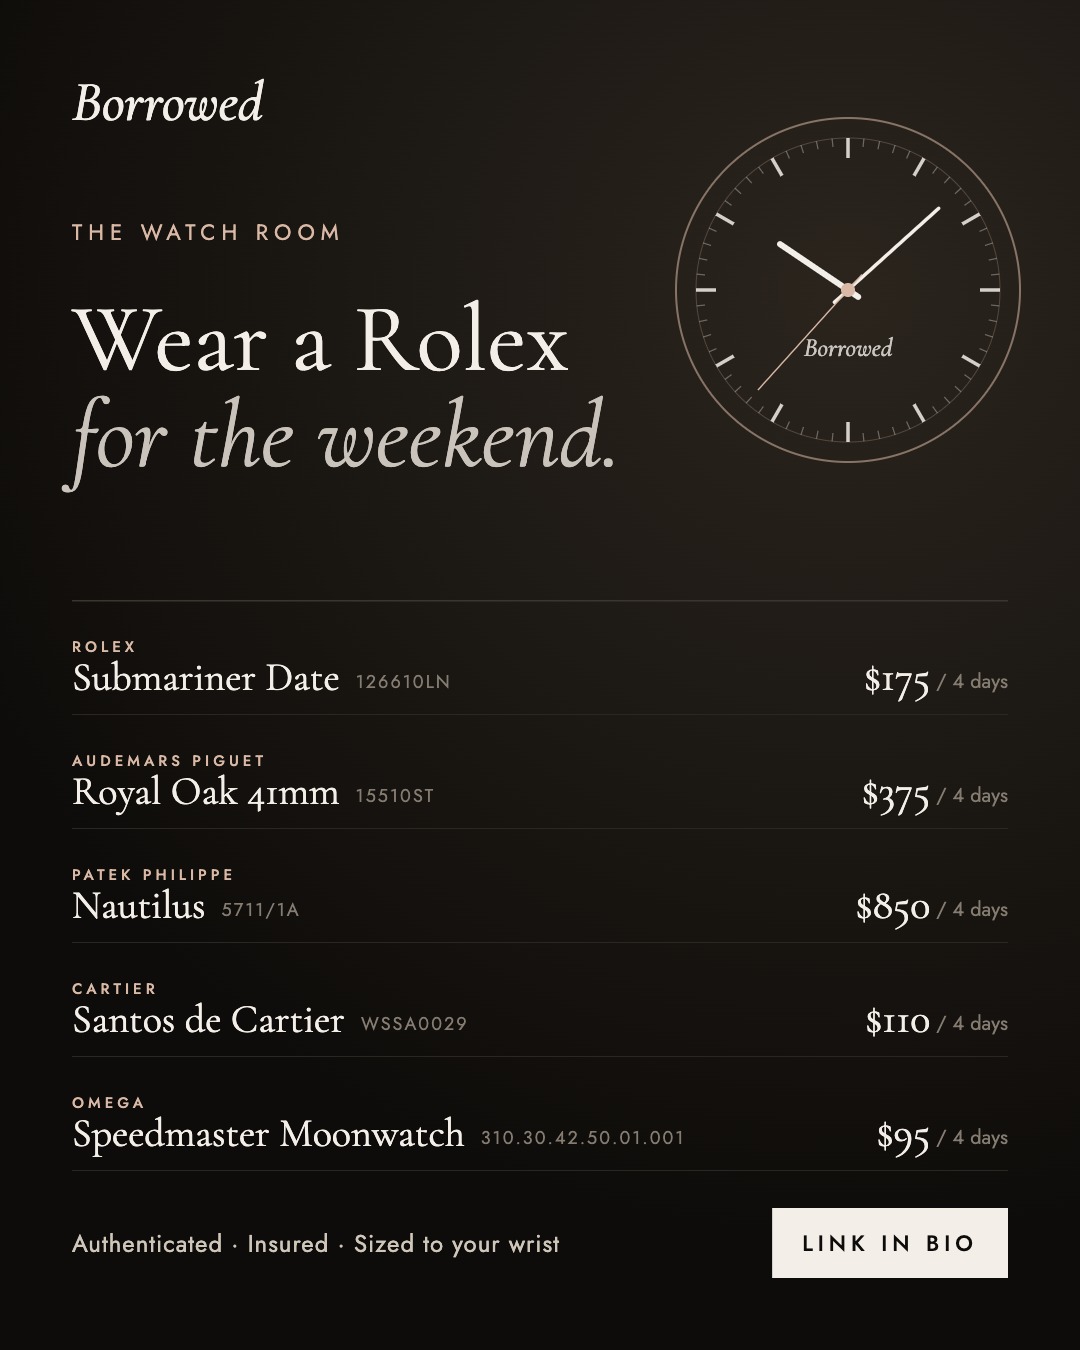 Borrowed
THE WATCH ROOM
Wear a Rolex
for the weekend.
Borrowed
ROLEX
Submariner Date 126610LN $175 / 4 days
AUDEMARS PIGUET
Royal Oak 41mm 15510ST $375 / 4 days
PATEK PHILIPPE
Nautilus 5711/1A $850 / 4 days
CARTIER
Santos de Cartier WSSA0029 $110 / 4 days
OMEGA
Speedmaster Moonwatch 310.30.42.50.01.001 $95 / 4 days
Authenticated · Insured · Sized to your wrist LINK IN BIO